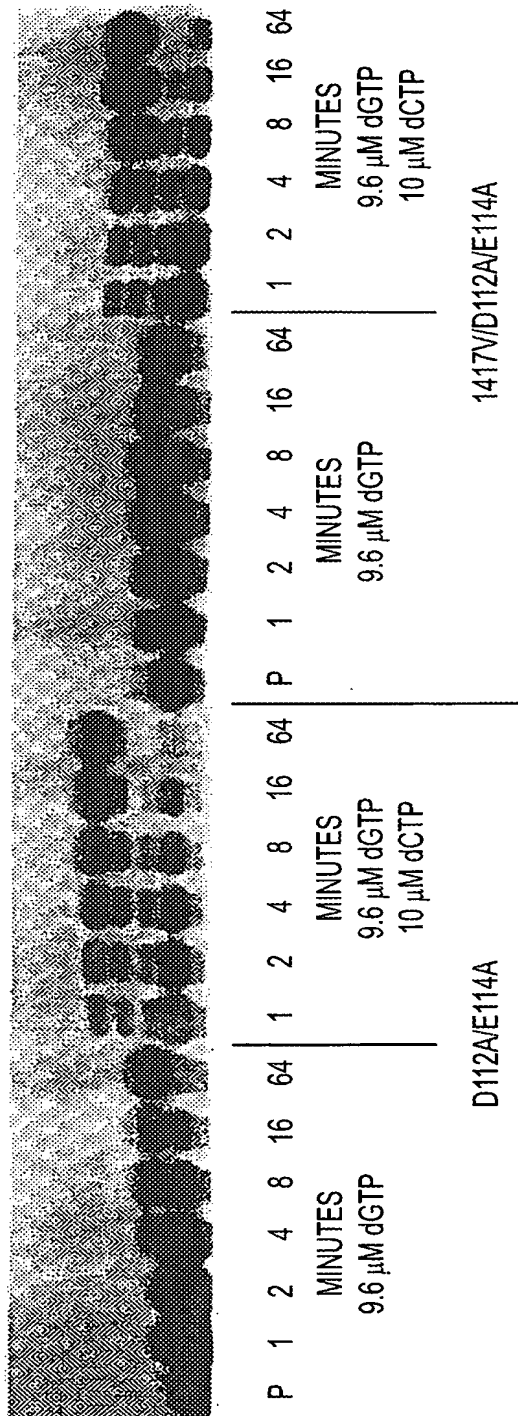 P 1 2 4 8 16 64 1 2 4 8 16 64 P 1 2 4 8 16 64 1 2 4 8 16 64
MINUTES MINUTES MINUTES MINUTES
9.6 μM dGTP 9.6 μM dGTP 9.6 μM dGTP 9.6 μM dGTP
10 μM dCTP 10 μM dCTP
D112A/E114A 1417V/D112A/E114A